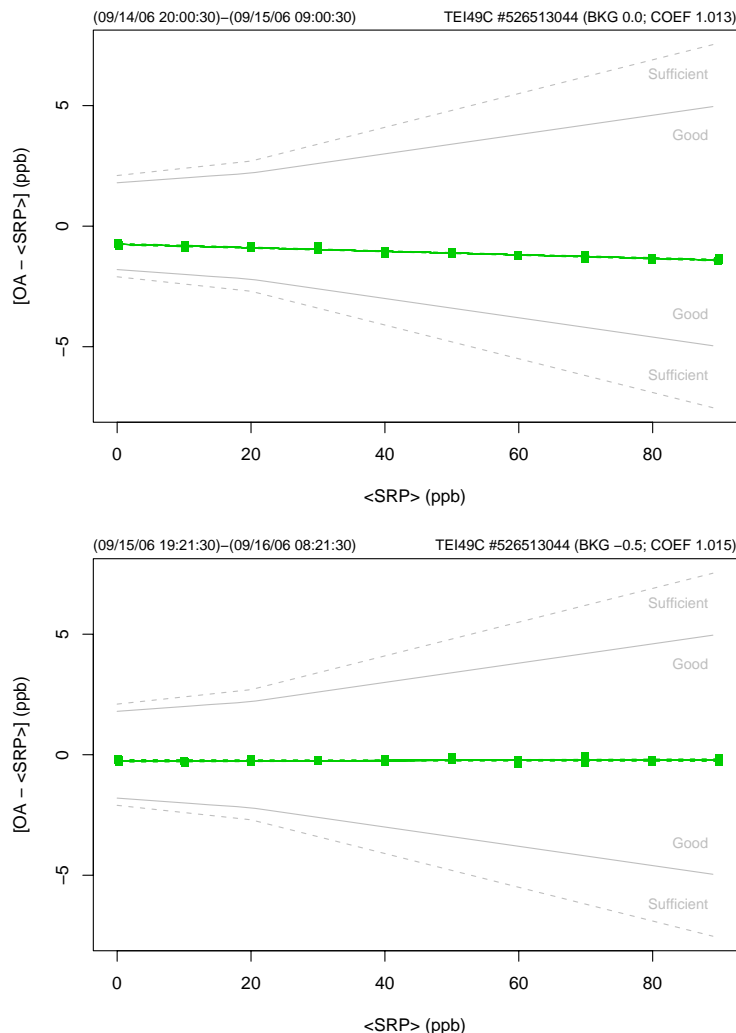 (09/14/06 20:00:30)−(09/15/06 09:00:30) TEI49C #526513044 (BKG 0.0; COEF 1.013)
Sufficient
5
Good
[OA − <SRP>] (ppb)
0
Good
−5
Sufficient
0 20 40 60 80
<SRP> (ppb)
(09/15/06 19:21:30)−(09/16/06 08:21:30) TEI49C #526513044 (BKG −0.5; COEF 1.015)
Sufficient
5
Good
[OA − <SRP>] (ppb)
0
Good
−5
Sufficient
0 20 40 60 80
<SRP> (ppb)